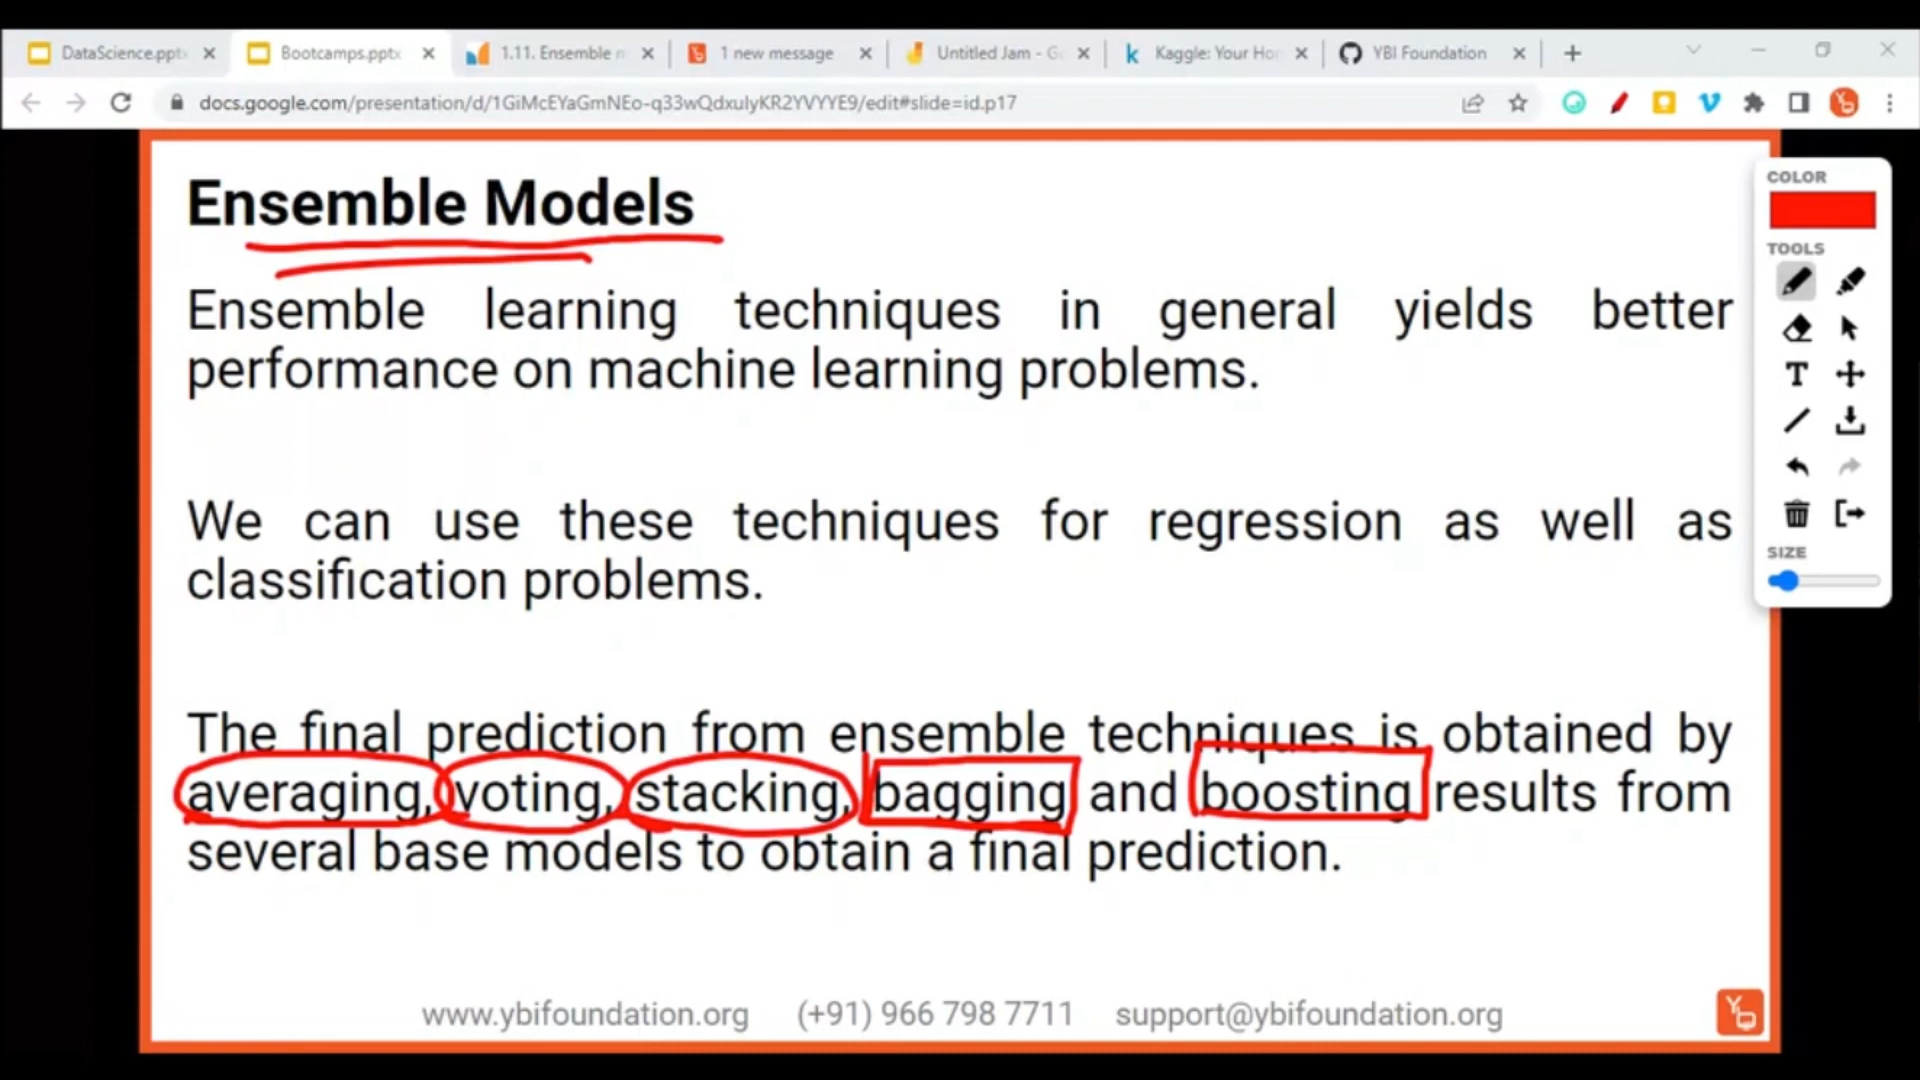 DataScience.pptx
Bootcamps.pptx
1.11. Ensemble m
1 new message
Untitled Jam - Go
Kaggle: Your Hom
YBI Foundation
docs.google.com/presentation/d/1GiMcEYaGmNEo-q33wQdxulyKR2YVYYE9/edit#slide=id.p17
Ensemble Models
Ensemble learning techniques in general yields better
performance on machine learning problems.
We can use these techniques for regression as well as
classification problems.
The final prediction from ensemble techniques is obtained by
averaging, voting, stacking, bagging and boosting results from
several base models to obtain a final prediction.
www.ybifoundation.org (+91) 966 798 7711 support@ybifoundation.org
COLOR
TOOLS
T
SIZE